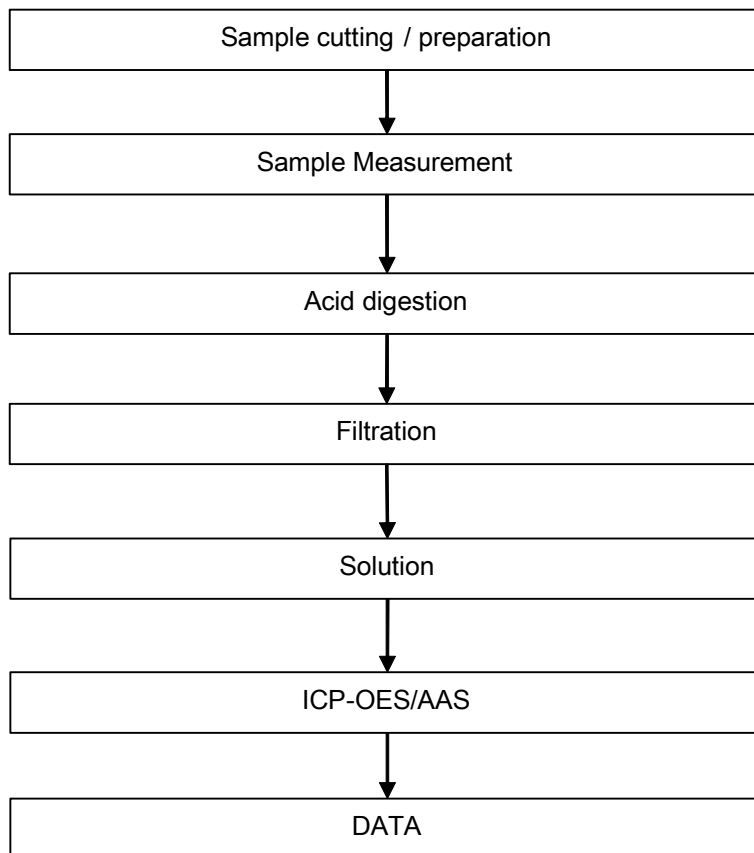 Sample cutting / preparation
Sample Measurement
Acid digestion
Filtration
Solution
ICP-OES/AAS
DATA